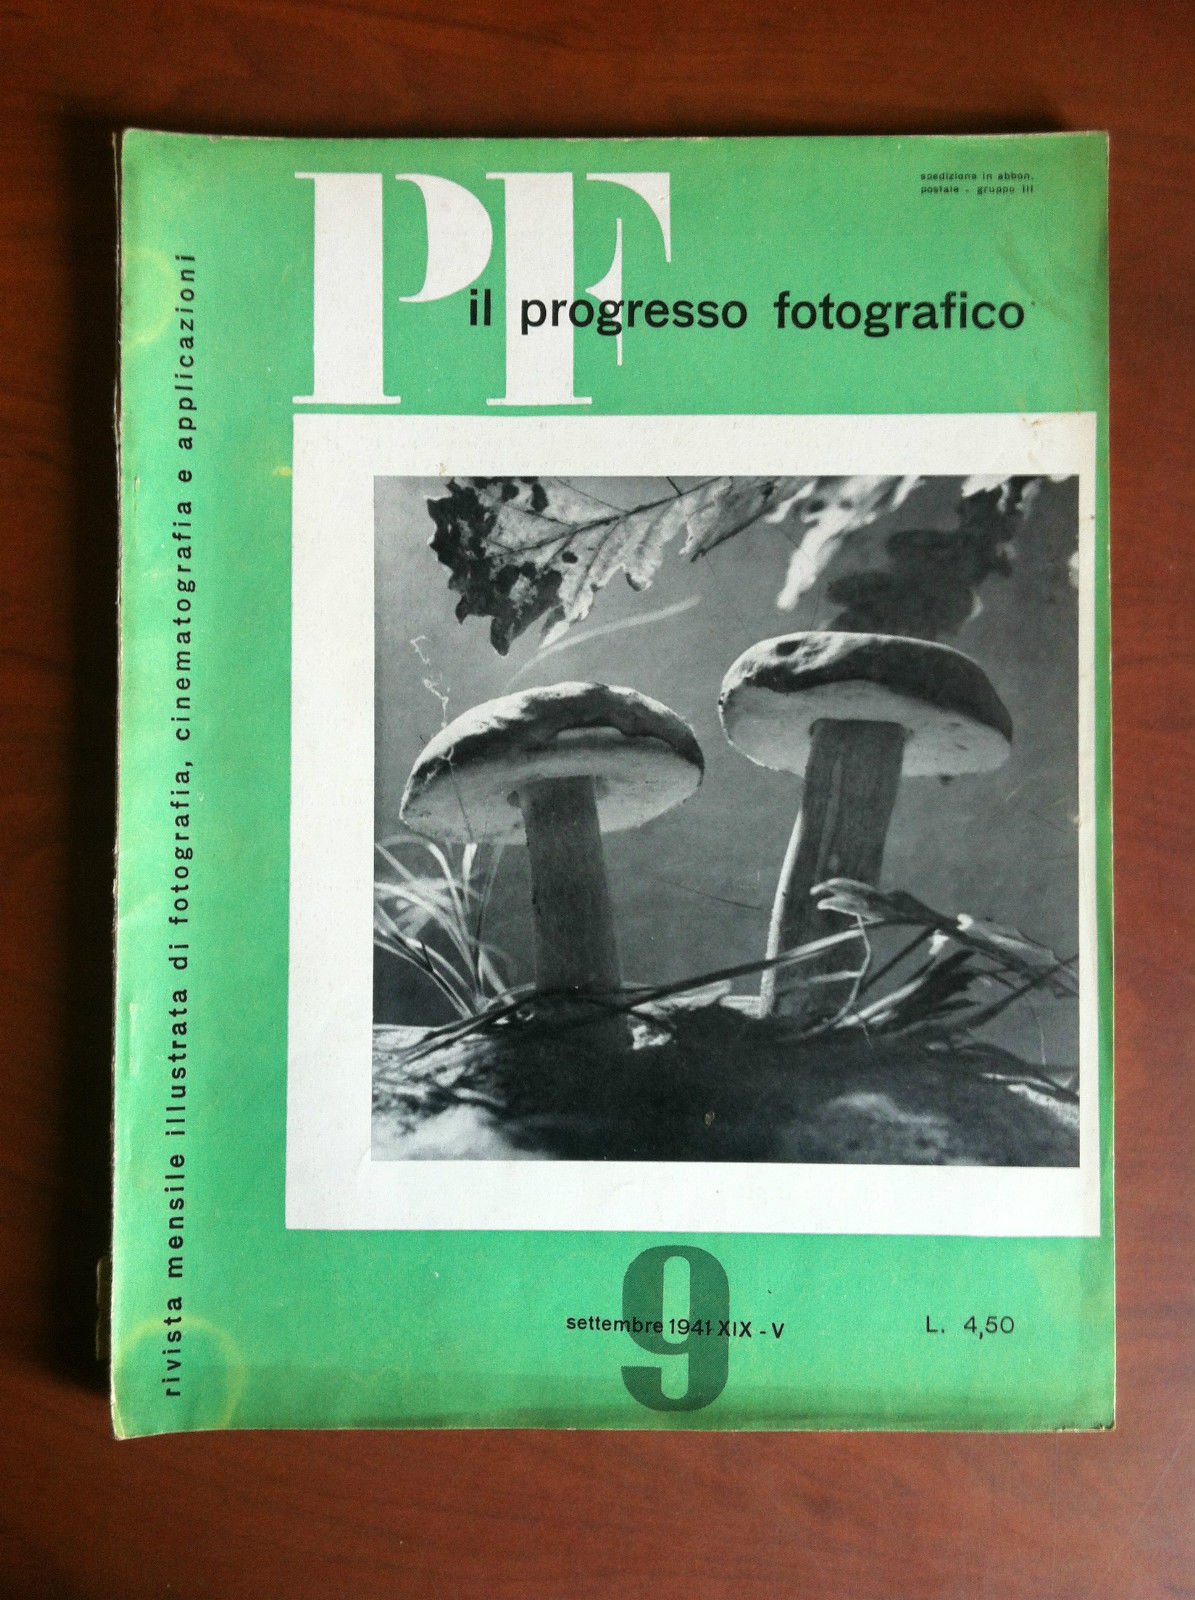 PF
spedizione in abbon.
postale - gruppo III
il progresso fotografico
rivista mensile illustrata di fotografia, cinematografia e applicazioni
9
settembre 1941 XIX - V
L. 4,50